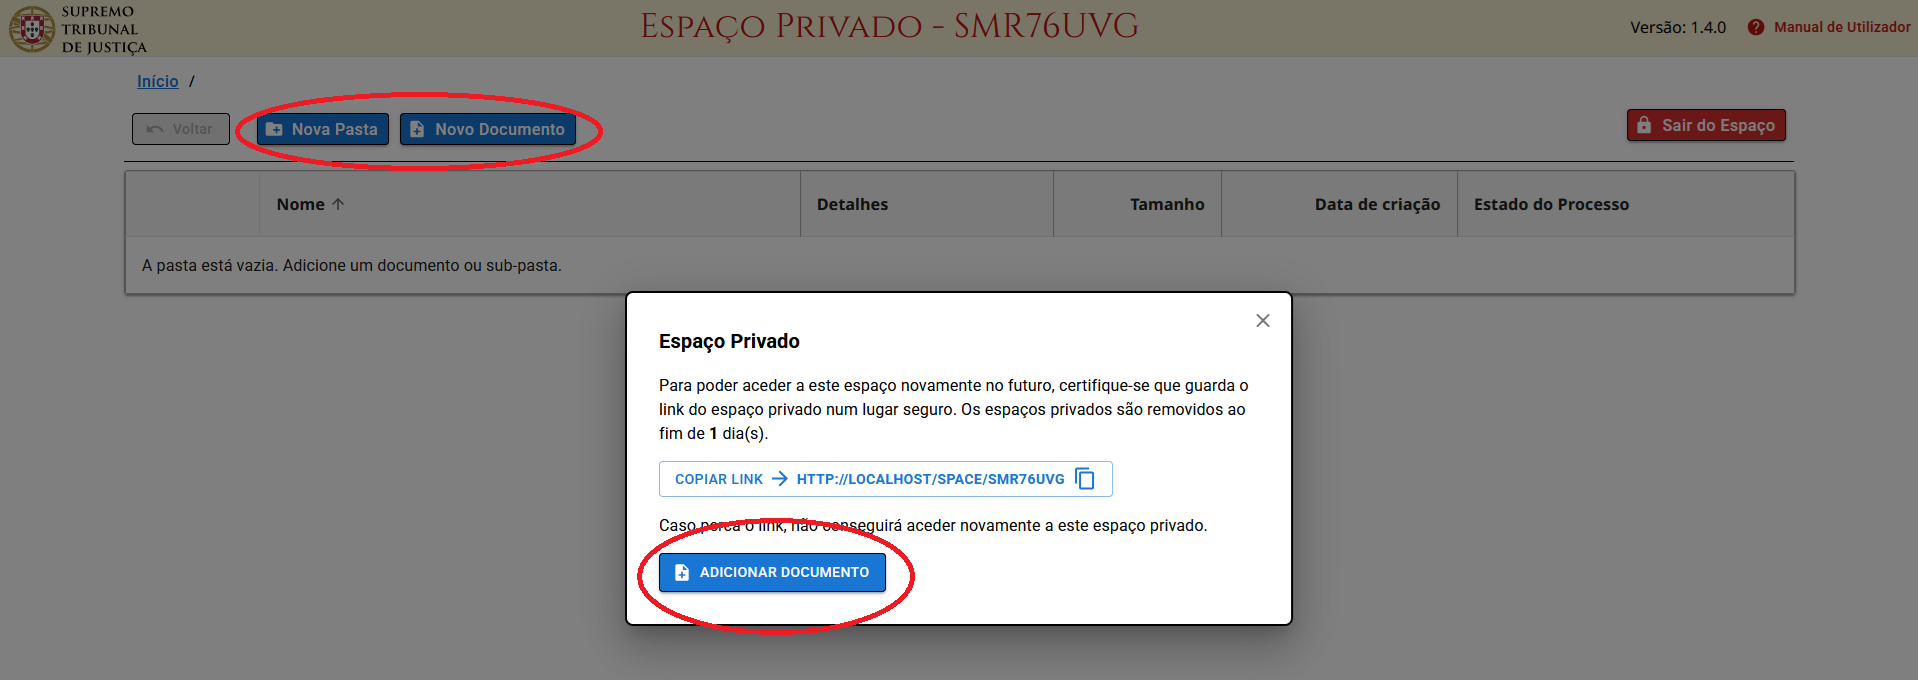 SUPREMO
TRIBUNAL
DE JUSTIÇA
Espaço Privado - SMR76UVG
Versão: 1.4.0
Manual de Utilizador
Início /
Voltar
Nova Pasta
Novo Documento
Sair do Espaço
Nome
Detalhes
Tamanho
Data de criação
Estado do Processo
A pasta está vazia. Adicione um documento ou sub-pasta.
Espaço Privado
Para poder aceder a este espaço novamente no futuro, certifique-se que guarda o
link do espaço privado num lugar seguro. Os espaços privados são removidos ao
fim de 1 dia(s).
COPIAR LINK → HTTP://LOCALHOST/SPACE/SMR76UVG
Caso perca o link, não conseguirá aceder novamente a este espaço privado.
ADICIONAR DOCUMENTO